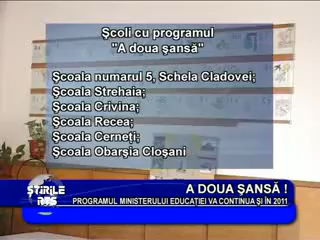 Şcoli cu programul
"A doua şansă"
Şcoala numarul 5, Schela Cladovei;
Şcoala Strehaia;
Şcoala Crivina;
Şcoala Recea;
Şcoala Cerneţi;
Şcoala Obarşia Cloşani
A DOUA ŞANSĂ !
ŞTIRILE
PROGRAMUL MINISTERULUI EDUCAŢIEI VA CONTINUA ŞI ÎN 2011